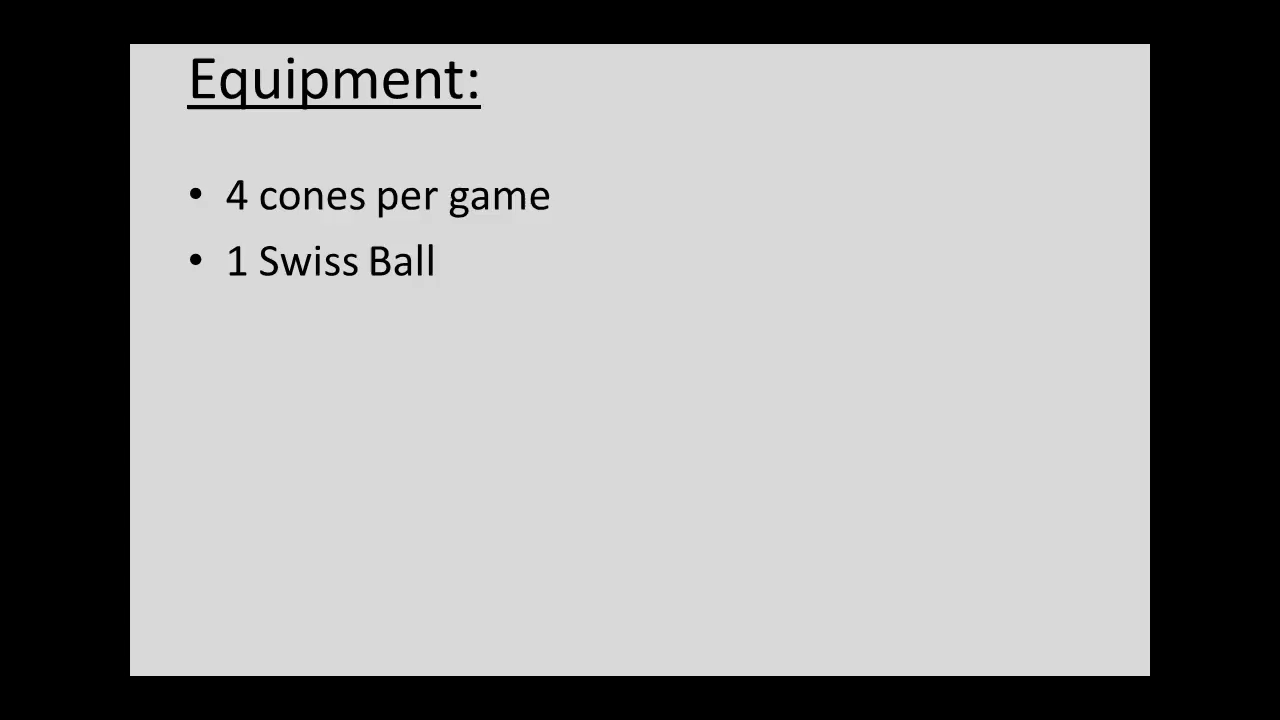 Equipment:
• 4 cones per game
• 1 Swiss Ball